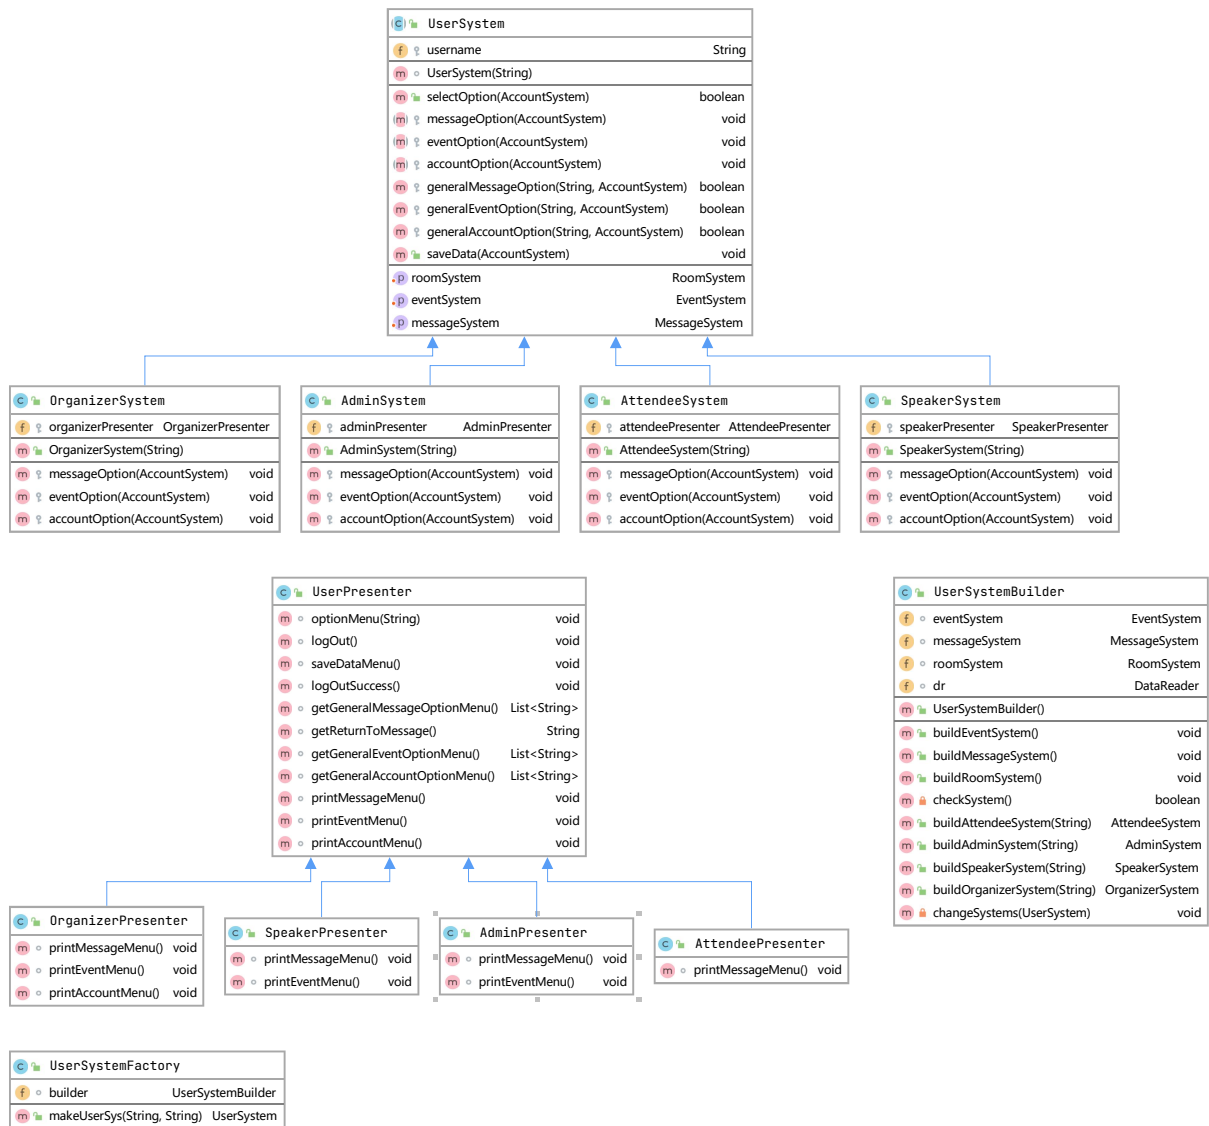 UserSystem
username String
UserSystem(String)
selectOption(AccountSystem) boolean
messageOption(AccountSystem) void
eventOption(AccountSystem) void
accountOption(AccountSystem) void
generalMessageOption(String, AccountSystem) boolean
generalEventOption(String, AccountSystem) boolean
generalAccountOption(String, AccountSystem) boolean
saveData(AccountSystem) void
roomSystem RoomSystem
eventSystem EventSystem
messageSystem MessageSystem
OrganizerSystem
organizerPresenter OrganizerPresenter
OrganizerSystem(String)
messageOption(AccountSystem) void
eventOption(AccountSystem) void
accountOption(AccountSystem) void
AdminSystem
adminPresenter AdminPresenter
AdminSystem(String)
messageOption(AccountSystem) void
eventOption(AccountSystem) void
accountOption(AccountSystem) void
AttendeeSystem
attendeePresenter AttendeePresenter
AttendeeSystem(String)
messageOption(AccountSystem) void
eventOption(AccountSystem) void
accountOption(AccountSystem) void
SpeakerSystem
speakerPresenter SpeakerPresenter
SpeakerSystem(String)
messageOption(AccountSystem) void
eventOption(AccountSystem) void
accountOption(AccountSystem) void
UserPresenter
optionMenu(String) void
logOut() void
saveDataMenu() void
logOutSuccess() void
getGeneralMessageOptionMenu() List<String>
getReturnToMessage() String
getGeneralEventOptionMenu() List<String>
getGeneralAccountOptionMenu() List<String>
printMessageMenu() void
printEventMenu() void
printAccountMenu() void
UserSystemBuilder
eventSystem EventSystem
messageSystem MessageSystem
roomSystem RoomSystem
dr DataReader
UserSystemBuilder()
buildEventSystem() void
buildMessageSystem() void
buildRoomSystem() void
checkSystem() boolean
buildAttendeeSystem(String) AttendeeSystem
buildAdminSystem(String) AdminSystem
buildSpeakerSystem(String) SpeakerSystem
buildOrganizerSystem(String) OrganizerSystem
changeSystems(UserSystem) void
OrganizerPresenter
printMessageMenu() void
printEventMenu() void
printAccountMenu() void
SpeakerPresenter
printMessageMenu() void
printEventMenu() void
AdminPresenter
printMessageMenu() void
printEventMenu() void
AttendeePresenter
printMessageMenu() void
UserSystemFactory
builder UserSystemBuilder
makeUserSys(String, String) UserSystem